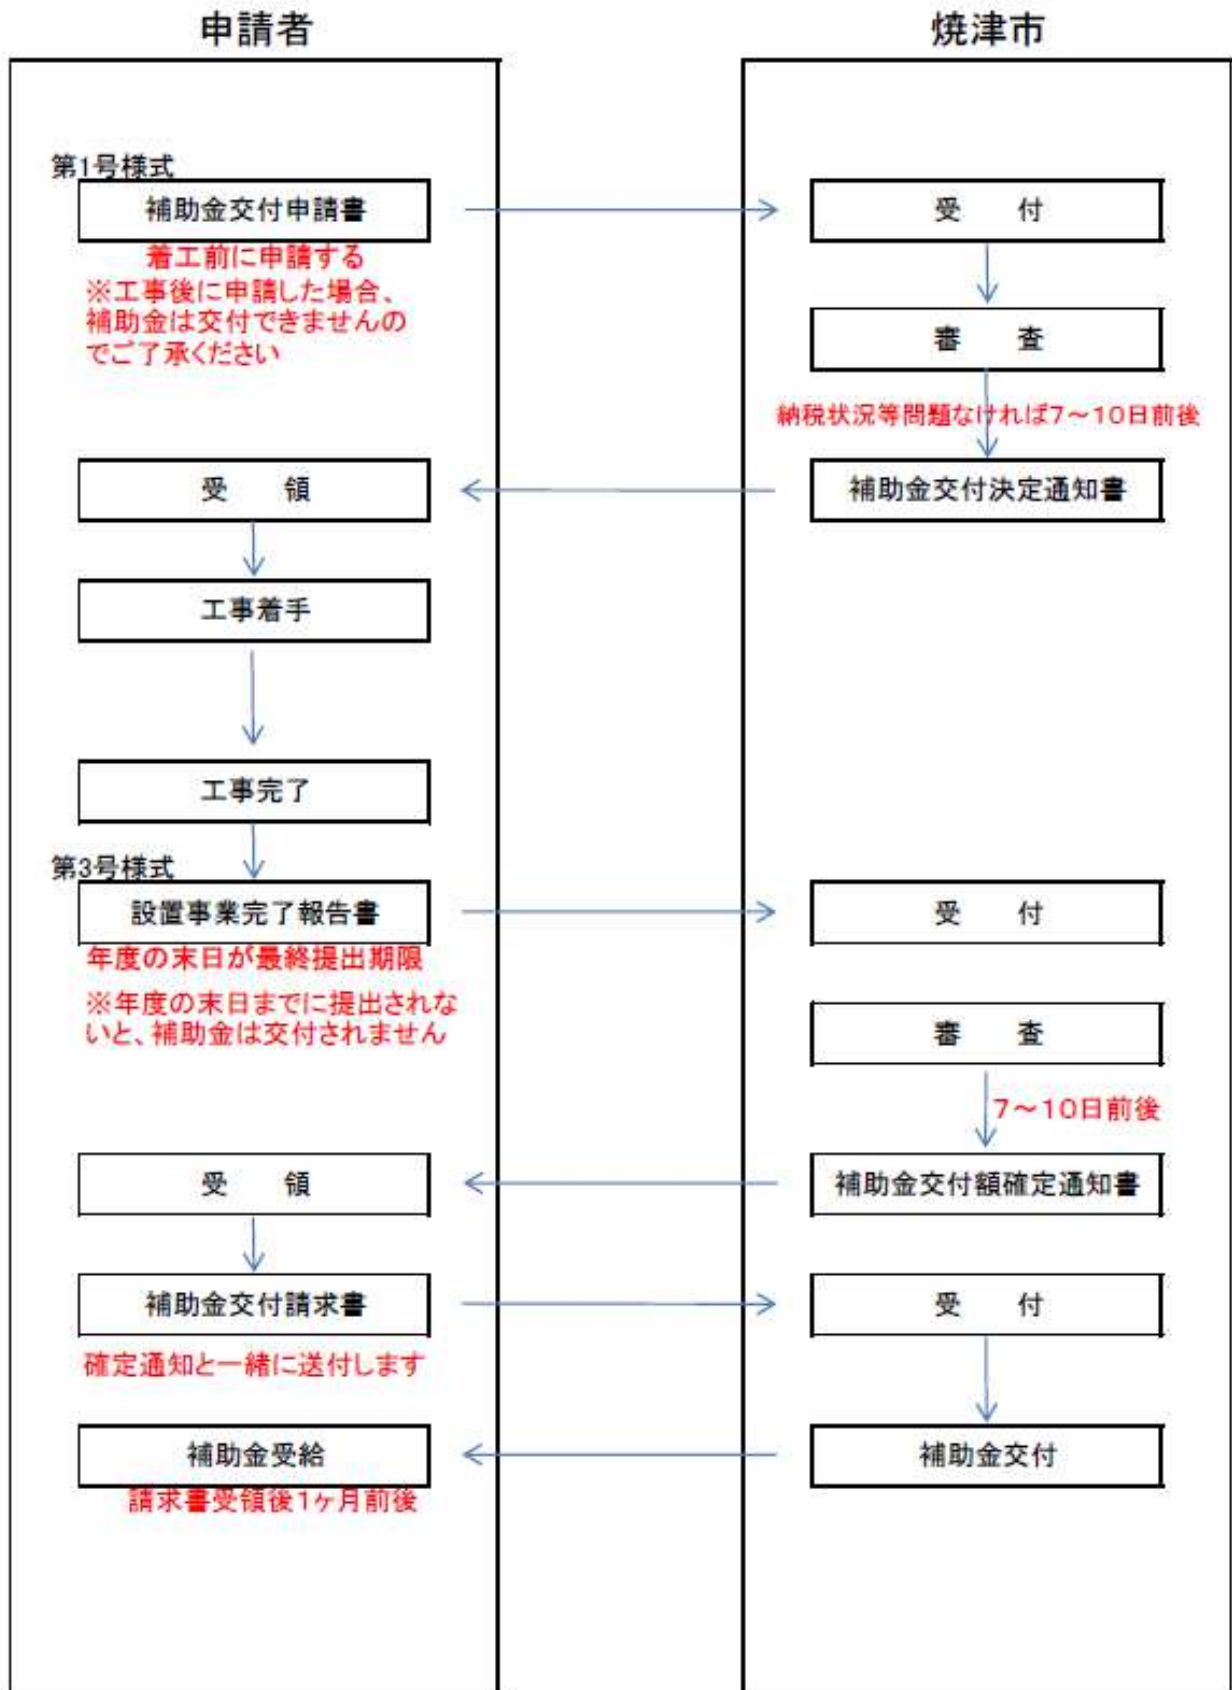 申請者
焼津市
第1号様式
補助金交付申請書
受　　付
着工前に申請する
※工事後に申請した場合、
補助金は交付できませんの
でご了承ください
審　　査
納税状況等問題なければ7～10日前後
受　　領
補助金交付決定通知書
工事着手
工事完了
第3号様式
設置事業完了報告書
受　　付
年度の末日が最終提出期限
※年度の末日までに提出されな
いと、補助金は交付されません
審　　査
7～10日前後
受　　領
補助金交付額確定通知書
補助金交付請求書
受　　付
確定通知と一緒に送付します
補助金受給
補助金交付
請求書受領後1ヶ月前後